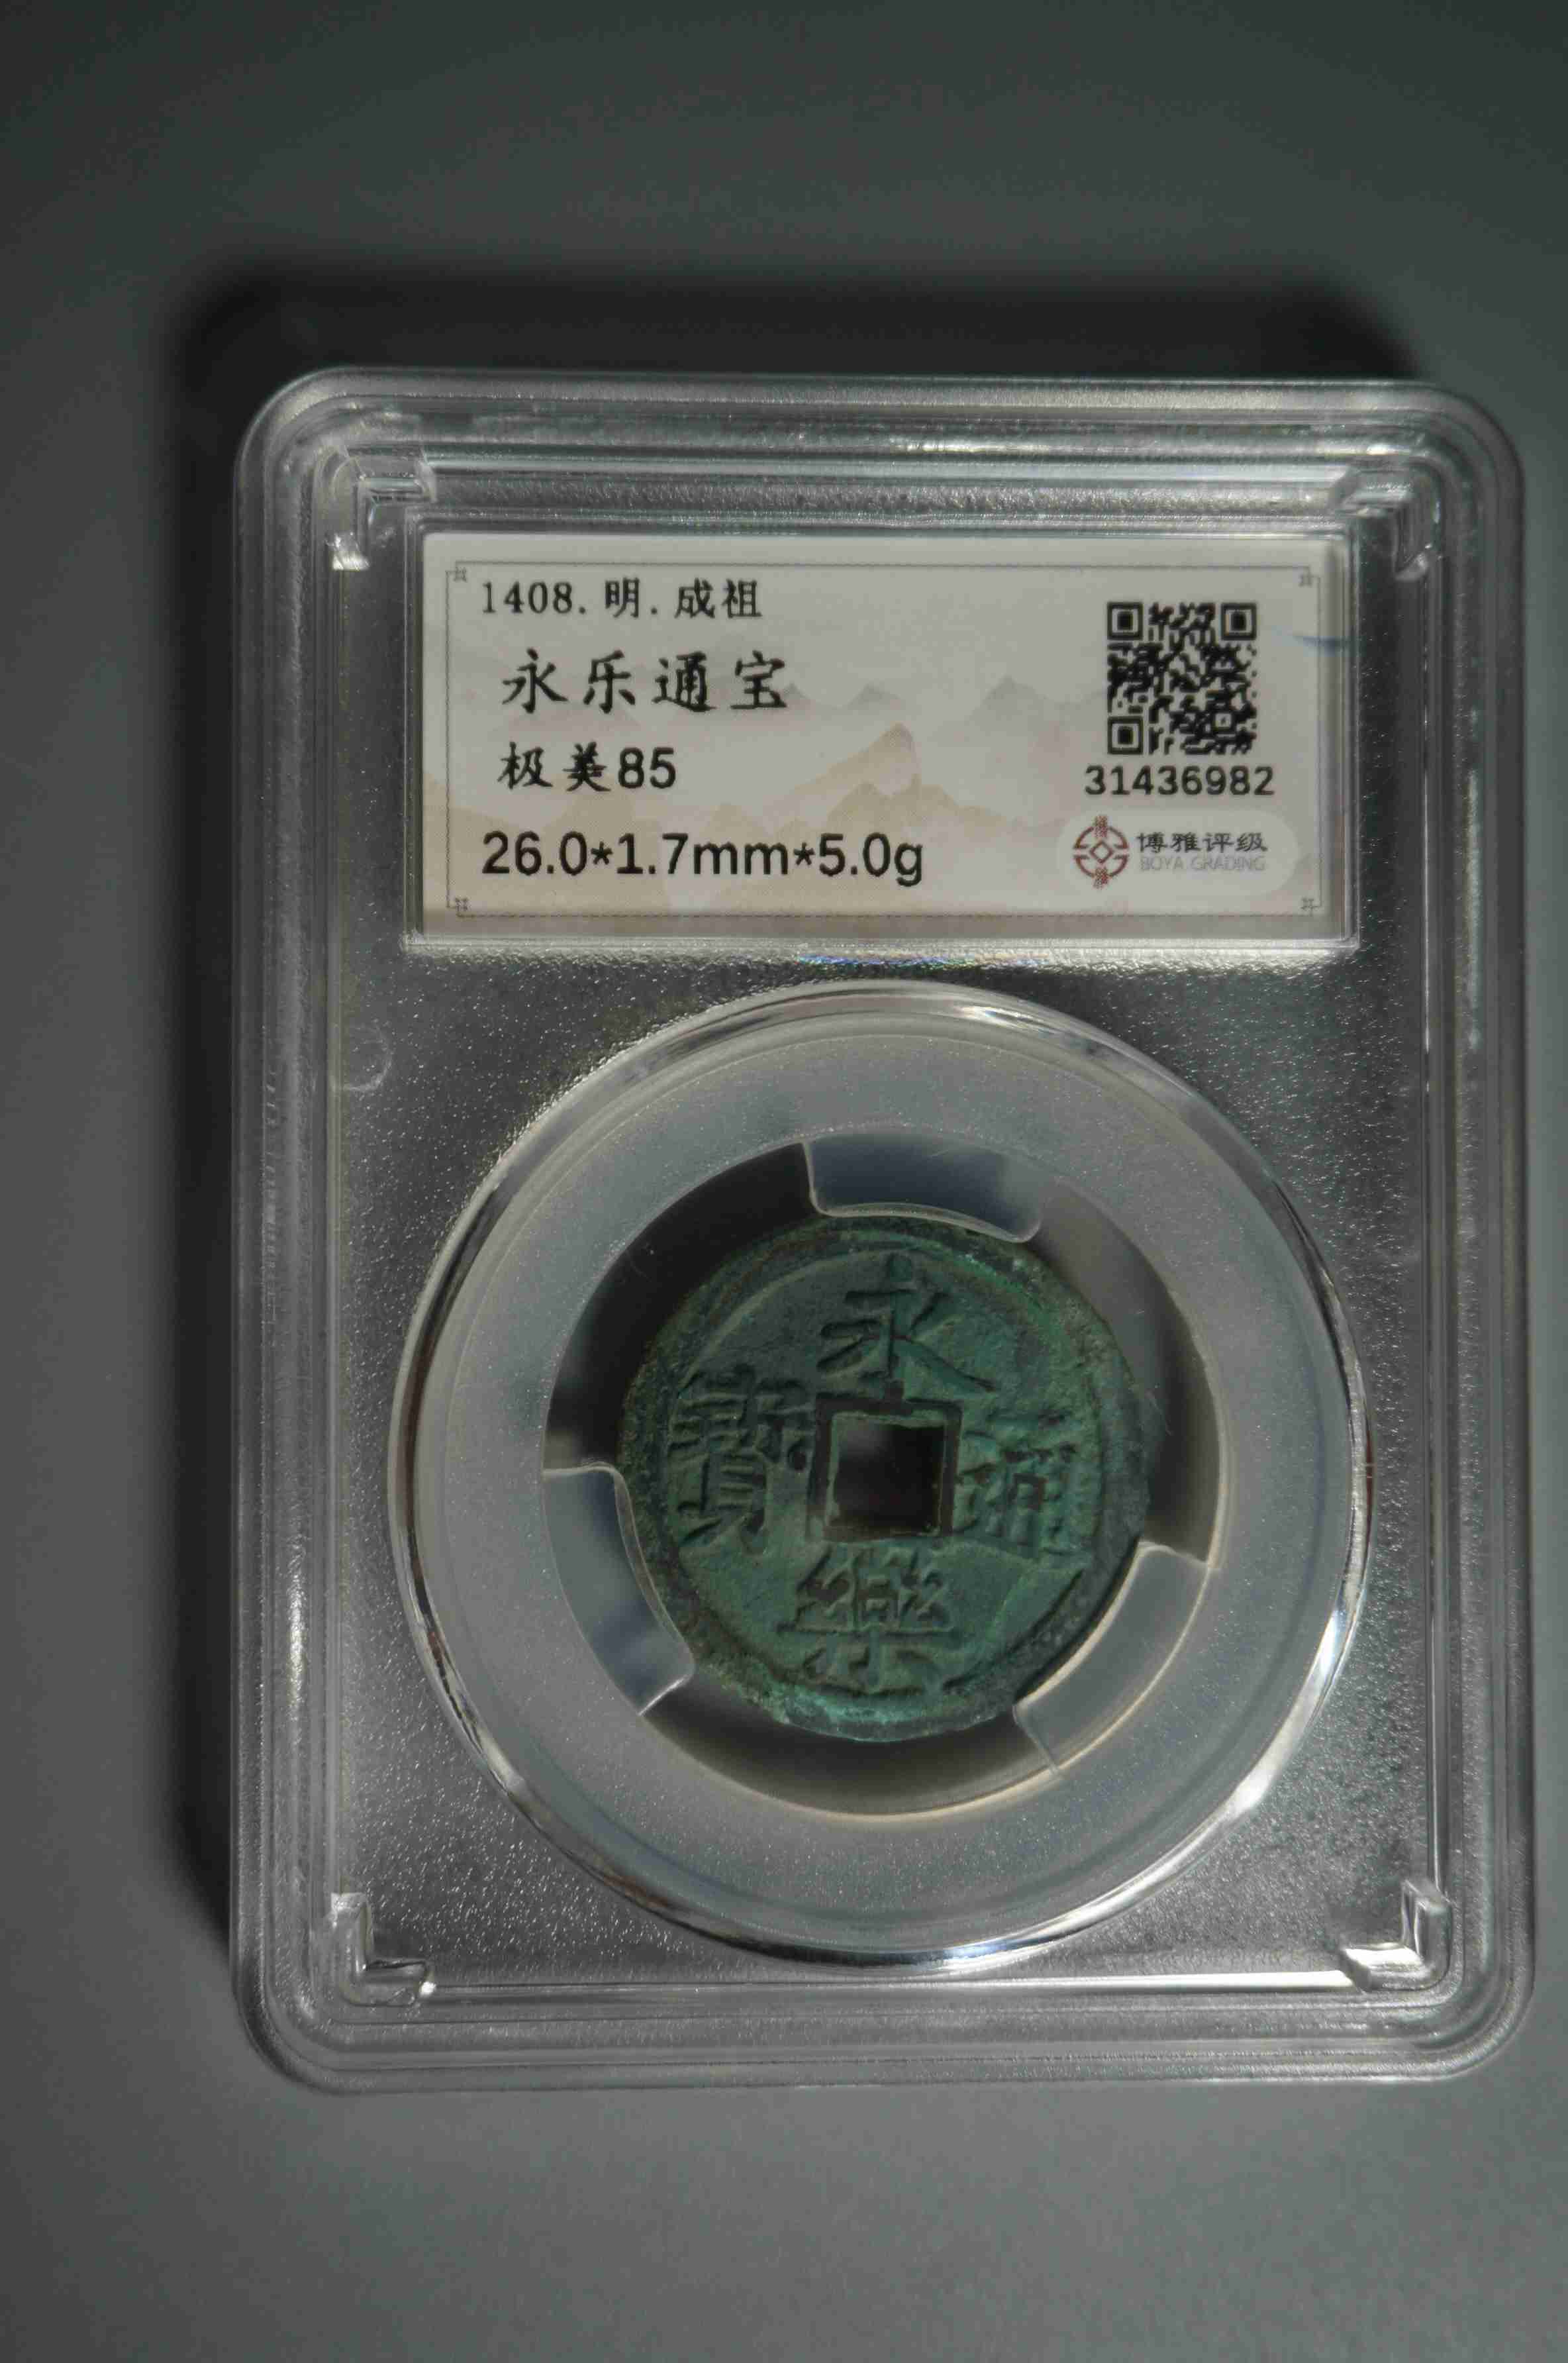 1408.明.成祖
永乐通宝
极美85
26.0*1.7mm*5.0g
31436982
博雅评级
BOYA GRADING
永樂通寶